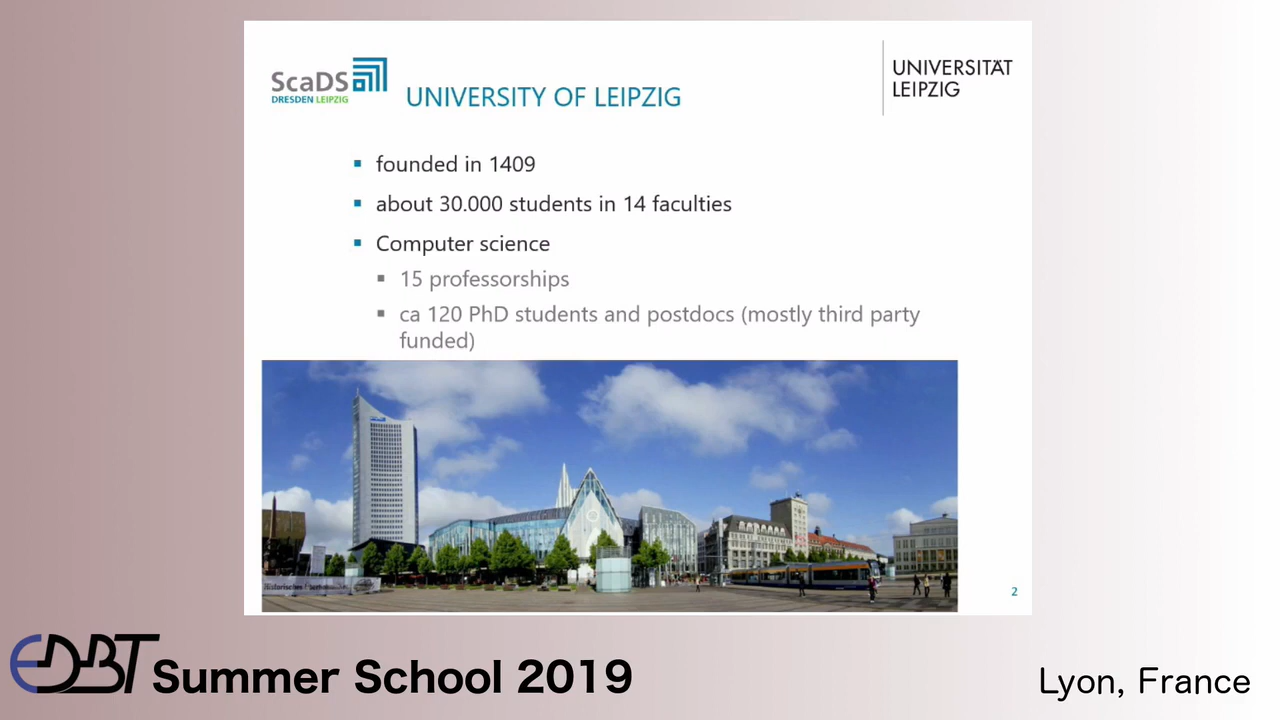 ScaDS
DRESDEN LEIPZIG
UNIVERSITY OF LEIPZIG
UNIVERSITÄT
LEIPZIG
founded in 1409
about 30.000 students in 14 faculties
Computer science
15 professorships
ca 120 PhD students and postdocs (mostly third party
funded)
2
EDBT Summer School 2019
Lyon, France